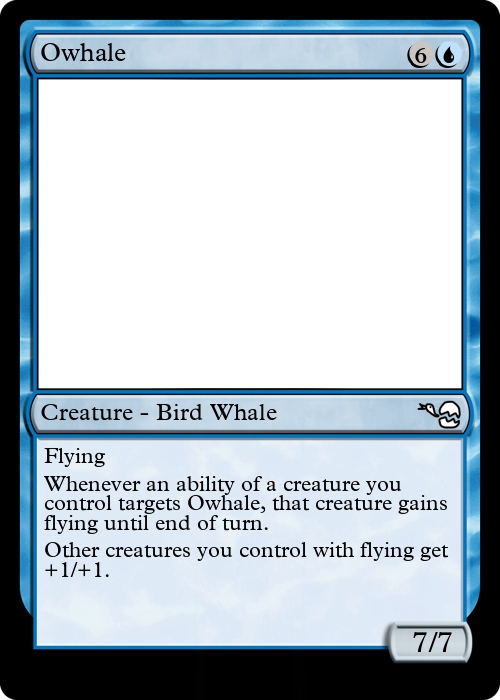 Owhale 6
Creature - Bird Whale
Flying
Whenever an ability of a creature you
control targets Owhale, that creature gains
flying until end of turn.
Other creatures you control with flying get
+1/+1.
7/7